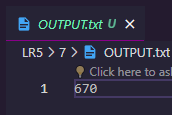 OUTPUT.txt U
LR5 > 7 > OUTPUT.txt
Click here to as
1 670